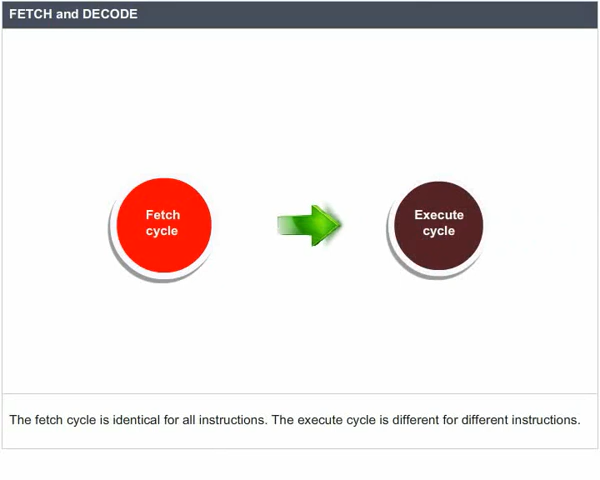 FETCH and DECODE
Fetch
cycle
Execute
cycle
The fetch cycle is identical for all instructions. The execute cycle is different for different instructions.